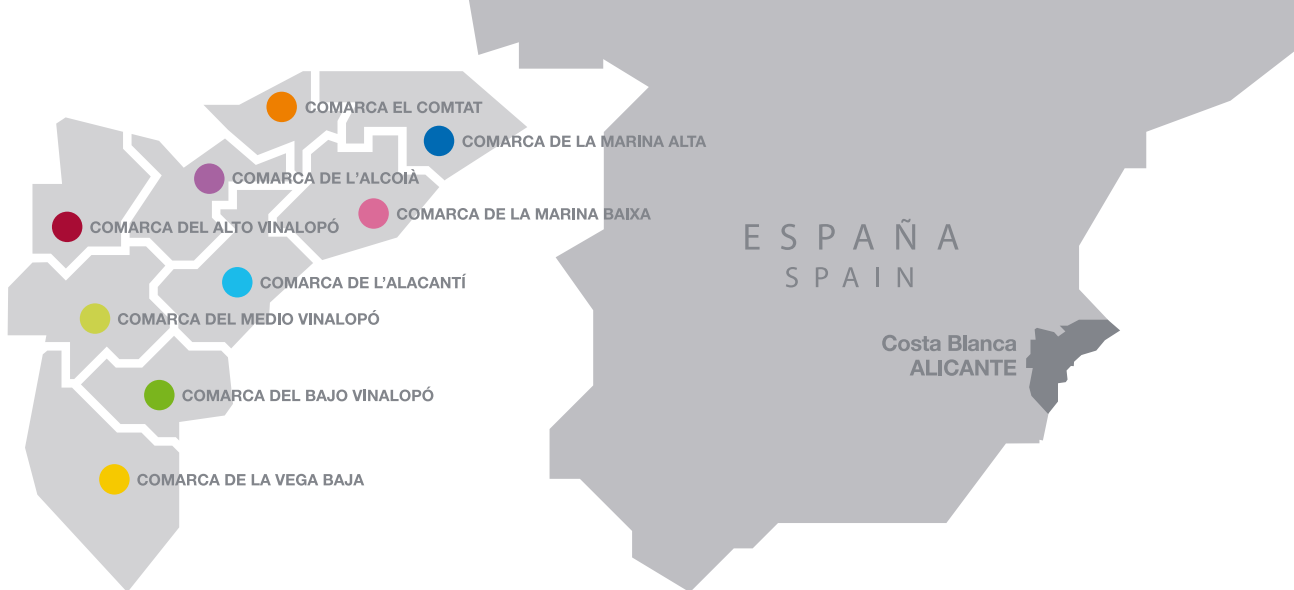 COMARCA EL COMTAT
COMARCA DE LA MARINA ALTA
COMARCA DE L'ALCOIÀ
COMARCA DE LA MARINA BAIXA
COMARCA DEL ALTO VINALOPÓ
COMARCA DE L'ALACANTÍ
COMARCA DEL MEDIO VINALOPÓ
COMARCA DEL BAJO VINALOPÓ
COMARCA DE LA VEGA BAJA
ESPAÑA
SPAIN
Costa Blanca
ALICANTE